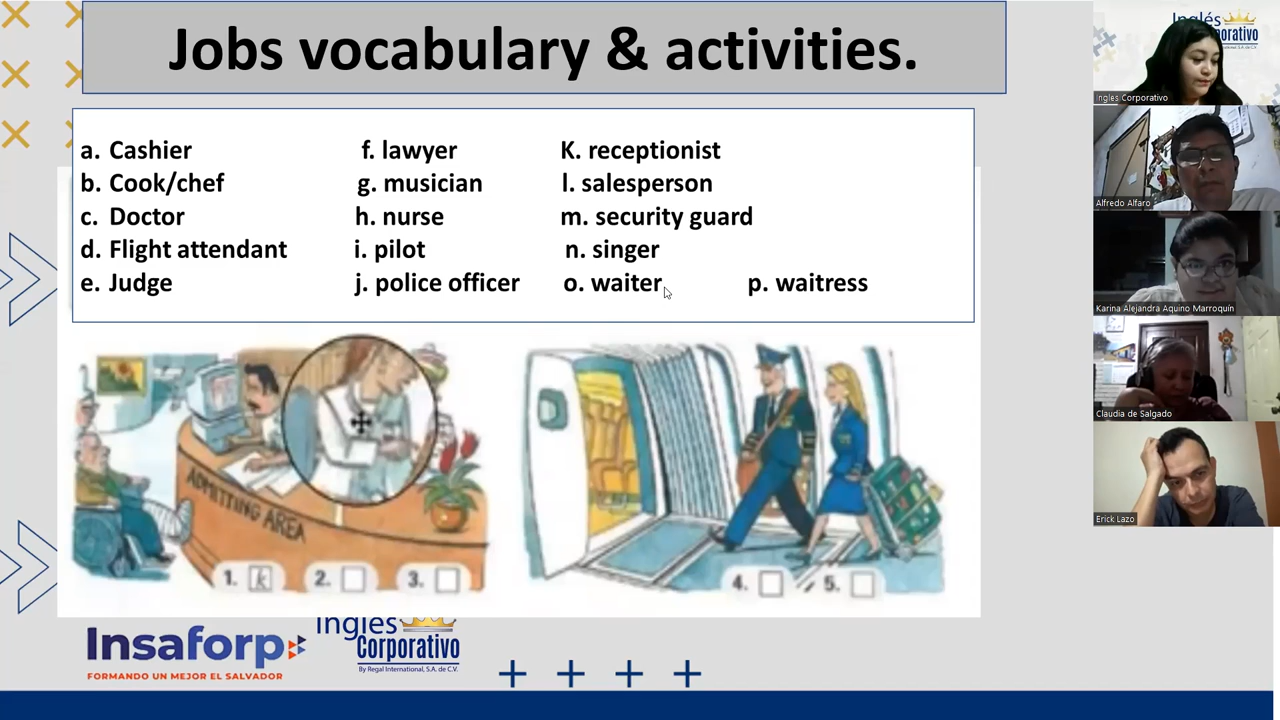 Jobs vocabulary & activities.
a. Cashier
b. Cook/chef
c. Doctor
d. Flight attendant
e. Judge
f. lawyer
g. musician
h. nurse
i. pilot
j. police officer
K. receptionist
l. salesperson
m. security guard
n. singer
o. waiter
p. waitress
ADMITTING AREA
1. k
2.
3.
4.
5.
Insaforp
FORMANDO UN MEJOR EL SALVADOR
Inglés
Corporativo
By Regal International, S.A. de C.V.
Inglés
Ingles Corporativo
Alfredo Alfaro
Karina Alejandra Aquino Marroquín
Claudia de Salgado
Erick Lazo